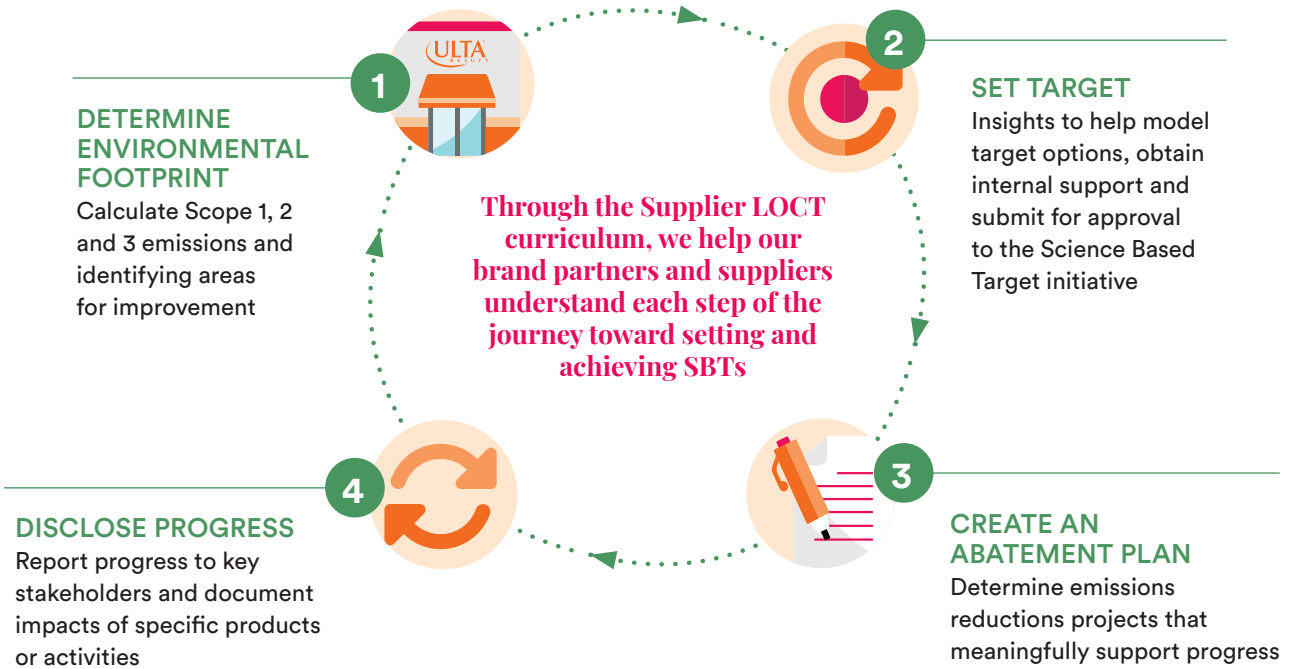 ULTA
BEAUTY
1
DETERMINE
ENVIRONMENTAL
FOOTPRINT
Calculate Scope 1, 2
and 3 emissions and
identifying areas
for improvement
2
SET TARGET
Insights to help model
target options, obtain
internal support and
submit for approval
to the Science Based
Target initiative
Through the Supplier LOCT
curriculum, we help our
brand partners and suppliers
understand each step of the
journey toward setting and
achieving SBTs
3
CREATE AN
ABATEMENT PLAN
Determine emissions
reductions projects that
meaningfully support progress
4
DISCLOSE PROGRESS
Report progress to key
stakeholders and document
impacts of specific products
or activities